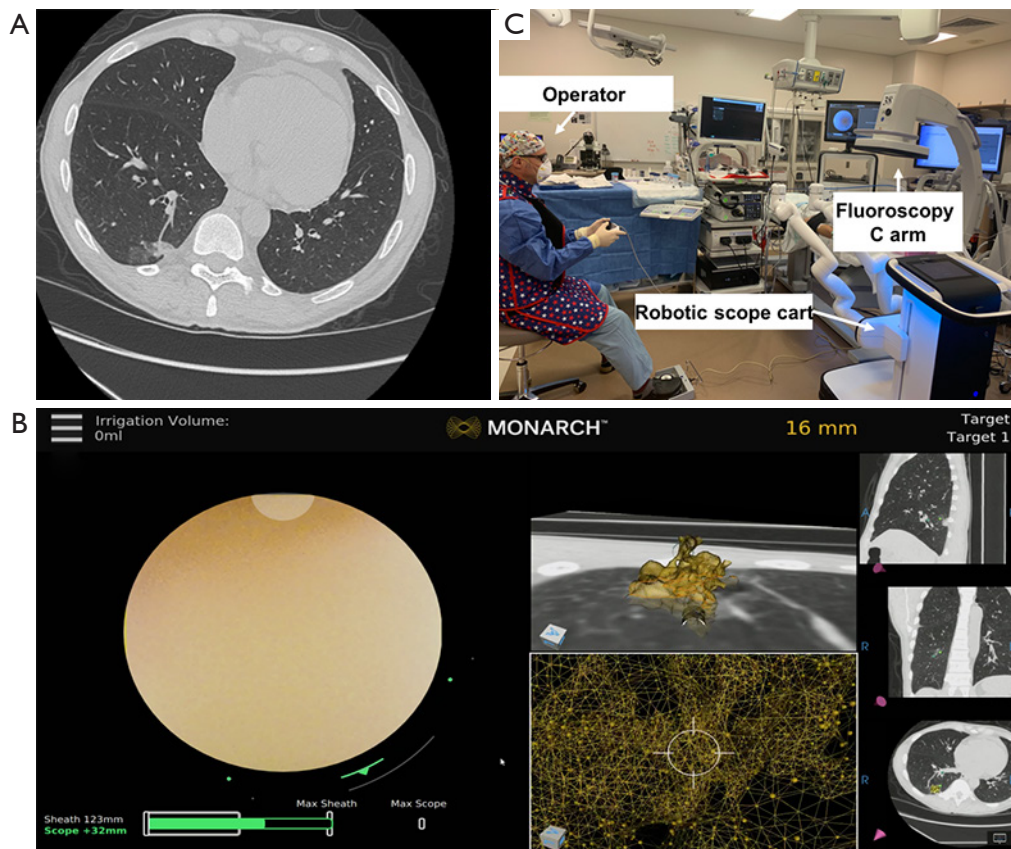 A
C
Operator
Fluoroscopy
C arm
Robotic scope cart
B
Irrigation Volume:
0ml
MONARCH™
16 mm
Target
Target 1
A
R
R
R
Max Sheath
Max Scope
Sheath 123mm
Scope +32mm